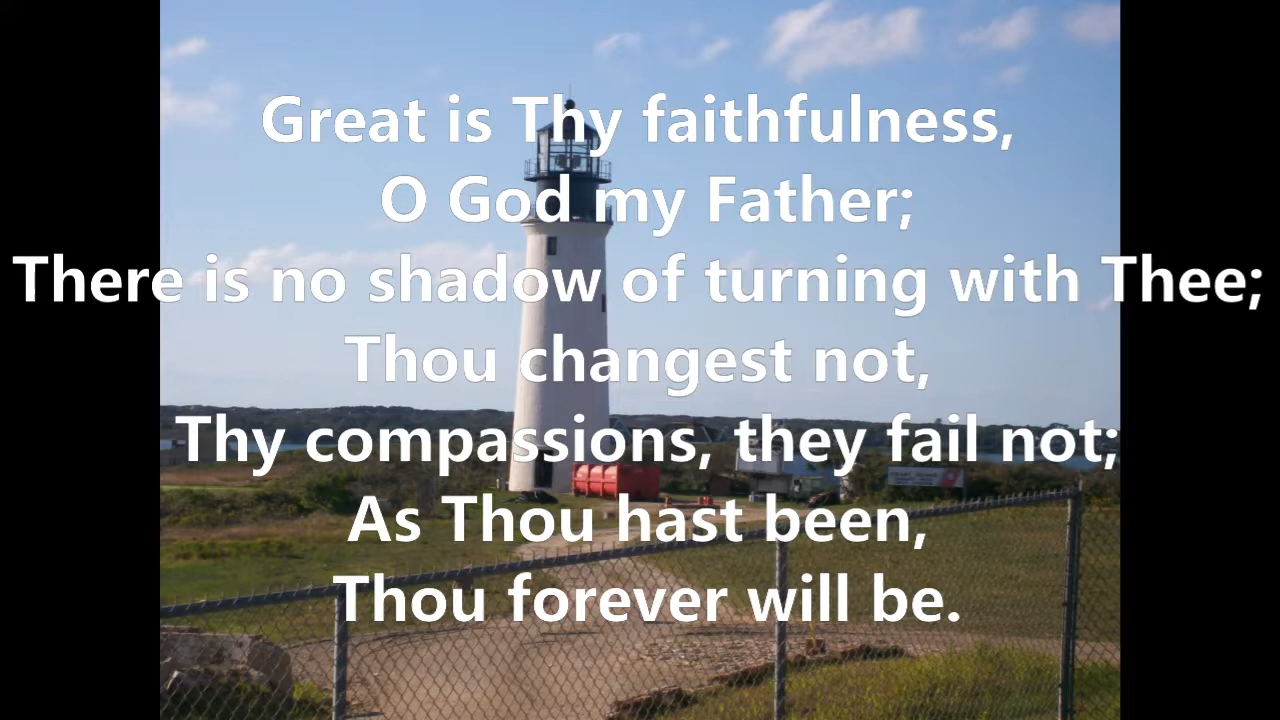 Great is Thy faithfulness,
O God my Father;
There is no shadow of turning with Thee;
Thou changest not,
Thy compassions, they fail not;
As Thou hast been,
Thou forever will be.